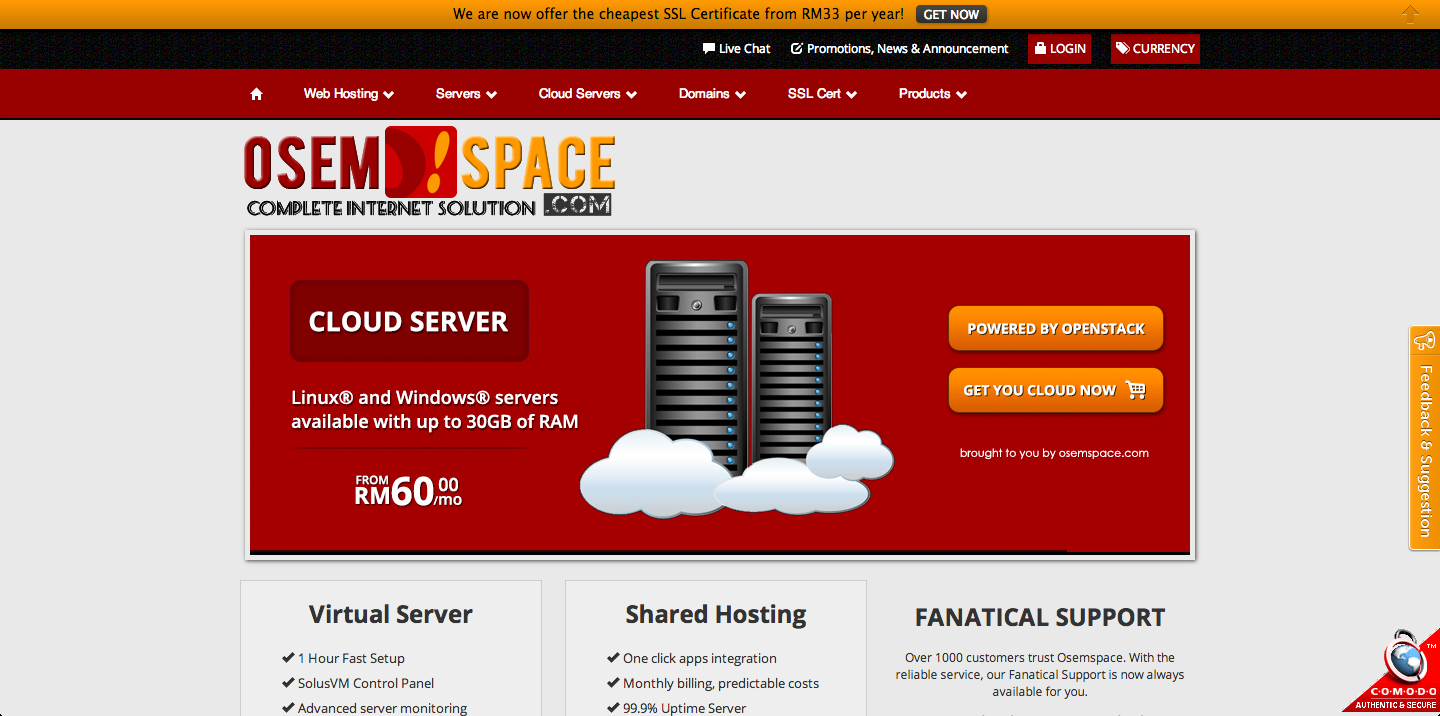 We are now offer the cheapest SSL Certificate from RM33 per year! GET NOW
Live Chat Promotions, News & Announcement LOGIN CURRENCY
Web Hosting Servers Cloud Servers Domains SSL Cert Products
OSEM!SPACE
COMPLETE INTERNET SOLUTION .COM
CLOUD SERVER
Linux® and Windows® servers
available with up to 30GB of RAM
FROM
RM60.00/mo
POWERED BY OPENSTACK
GET YOU CLOUD NOW
brought to you by osemspace.com
Feedback & Suggestion
Virtual Server
1 Hour Fast Setup
SolusVM Control Panel
Advanced server monitoring
Shared Hosting
One click apps integration
Monthly billing, predictable costs
99.9% Uptime Server
FANATICAL SUPPORT
Over 1000 customers trust Osemspace. With the
reliable service, our Fanatical Support is now always
available for you.
TM
C·O·M·O·D·O
AUTHENTIC & SECURE